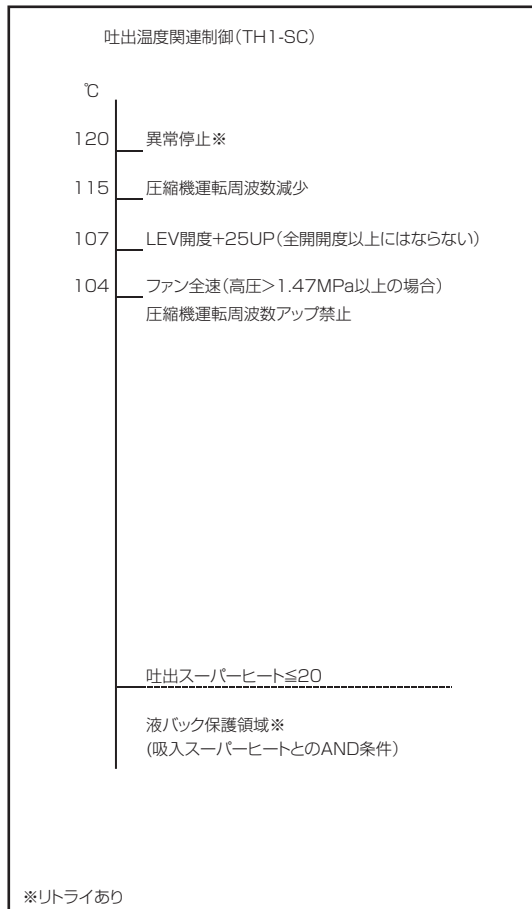 吐出温度関連制御(TH1-SC)
℃
120 異常停止※
115 圧縮機運転周波数減少
107 LEV開度+25UP(全開開度以上にはならない)
104 ファン全速(高圧>1.47MPa以上の場合)
圧縮機運転周波数アップ禁止
吐出スーパーヒート≦20
液バック保護領域※
(吸入スーパーヒートとのAND条件)
※リトライあり